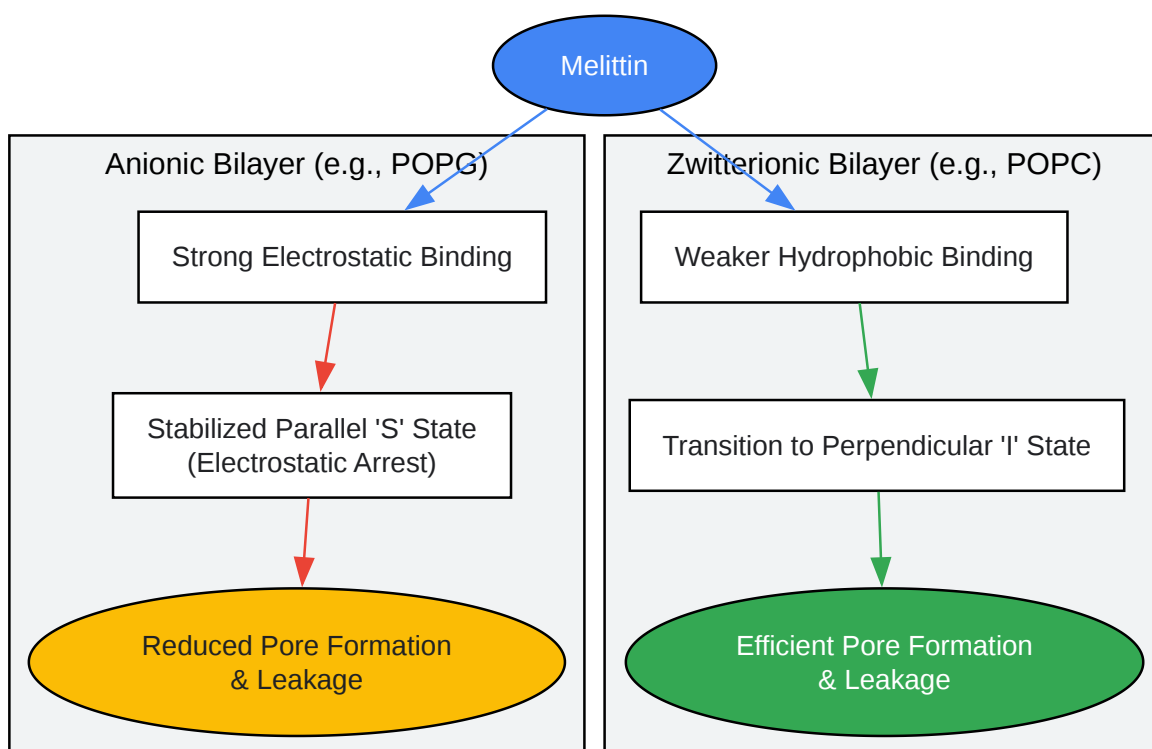 Melittin
Anionic Bilayer (e.g., POPG)
Strong Electrostatic Binding
Stabilized Parallel 'S' State
(Electrostatic Arrest)
Reduced Pore Formation
& Leakage
Zwitterionic Bilayer (e.g., POPC)
Weaker Hydrophobic Binding
Transition to Perpendicular 'I' State
Efficient Pore Formation
& Leakage